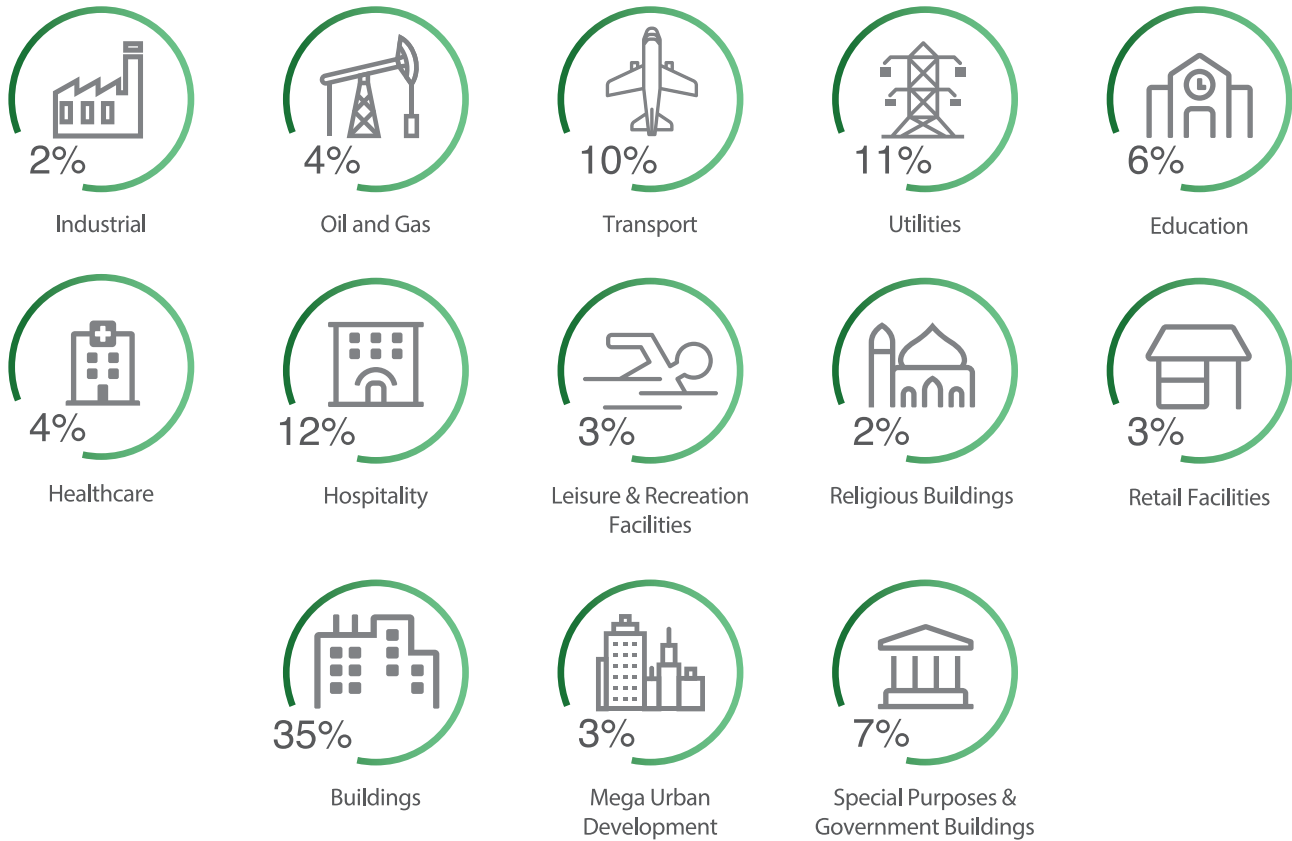 2%
Industrial
4%
Oil and Gas
10%
Transport
11%
Utilities
6%
Education
4%
Healthcare
12%
Hospitality
3%
Leisure & Recreation
Facilities
2%
Religious Buildings
3%
Retail Facilities
35%
Buildings
3%
Mega Urban
Development
7%
Special Purposes &
Government Buildings